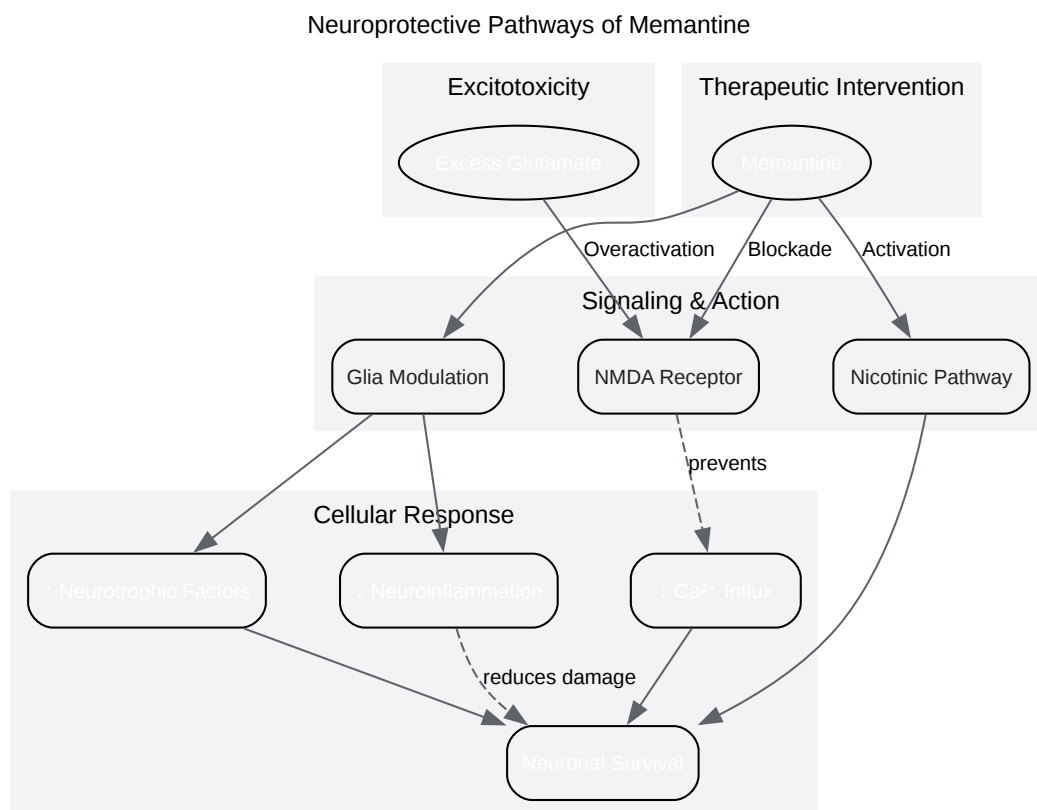 Neuroprotective Pathways of Memantine
Excitotoxicity
Therapeutic Intervention
Excess Glutamate
Memantine
Overactivation
Blockade
Activation
Signaling & Action
Glia Modulation
NMDA Receptor
Nicotinic Pathway
prevents
Cellular Response
↑ Neurotrophic Factors
↓ Neuroinflammation
↓ Ca²⁺ Influx
reduces damage
Neuronal Survival